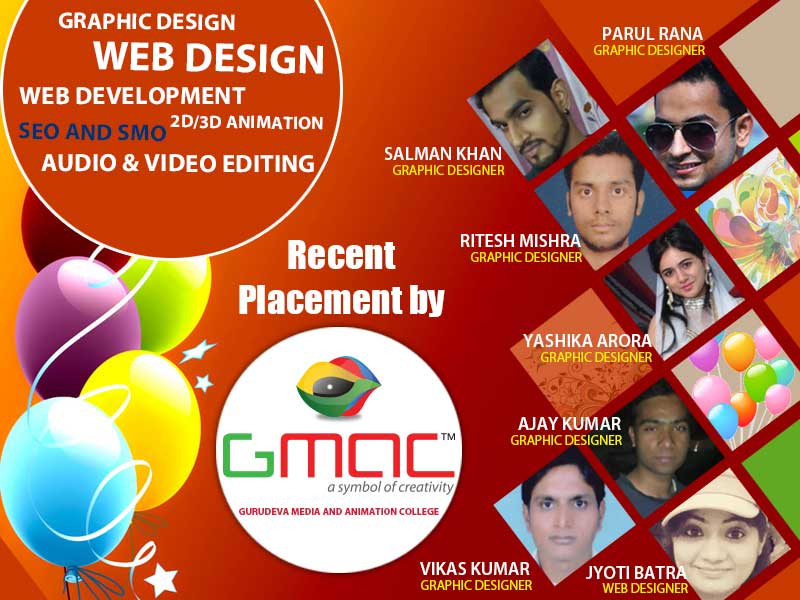 GRAPHIC DESIGN
WEB DESIGN
WEB DEVELOPMENT
SEO AND SMO
2D/3D ANIMATION
AUDIO & VIDEO EDITING
Recent
Placement by
GMAC™
a symbol of creativity
GURUDEVA MEDIA AND ANIMATION COLLEGE
PARUL RANA
GRAPHIC DESIGNER
SALMAN KHAN
GRAPHIC DESIGNER
RITESH MISHRA
GRAPHIC DESIGNER
YASHIKA ARORA
GRAPHIC DESIGNER
AJAY KUMAR
GRAPHIC DESIGNER
VIKAS KUMAR
GRAPHIC DESIGNER
JYOTI BATRA
WEB DESIGNER